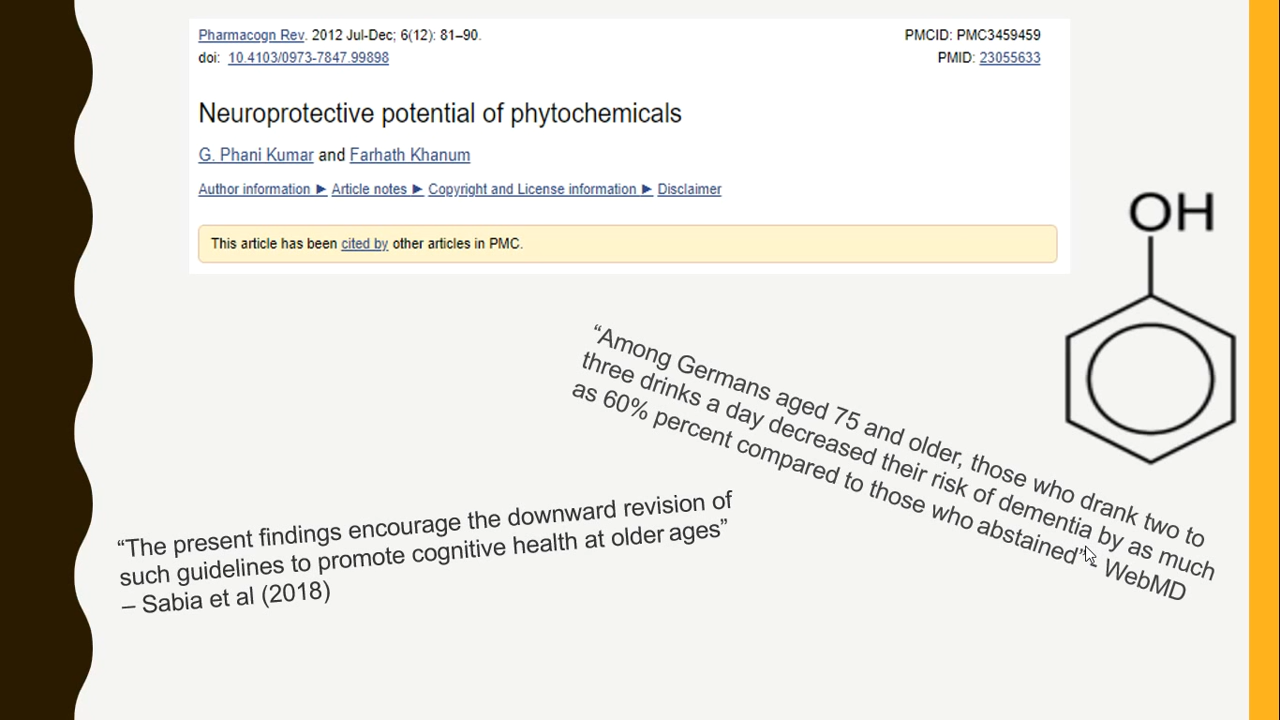 Pharmacogn Rev. 2012 Jul-Dec; 6(12): 81–90.
PMCID: PMC3459459
doi: 10.4103/0973-7847.99898
PMID: 23055633
Neuroprotective potential of phytochemicals
G. Phani Kumar and Farhath Khanum
Author information ► Article notes ► Copyright and License information ► Disclaimer
This article has been cited by other articles in PMC.
OH
“Among Germans aged 75 and older, those who drank two to
three drinks a day decreased their risk of dementia by as much
as 60% percent compared to those who abstained” - WebMD
“The present findings encourage the downward revision of
such guidelines to promote cognitive health at older ages”
– Sabia et al (2018)